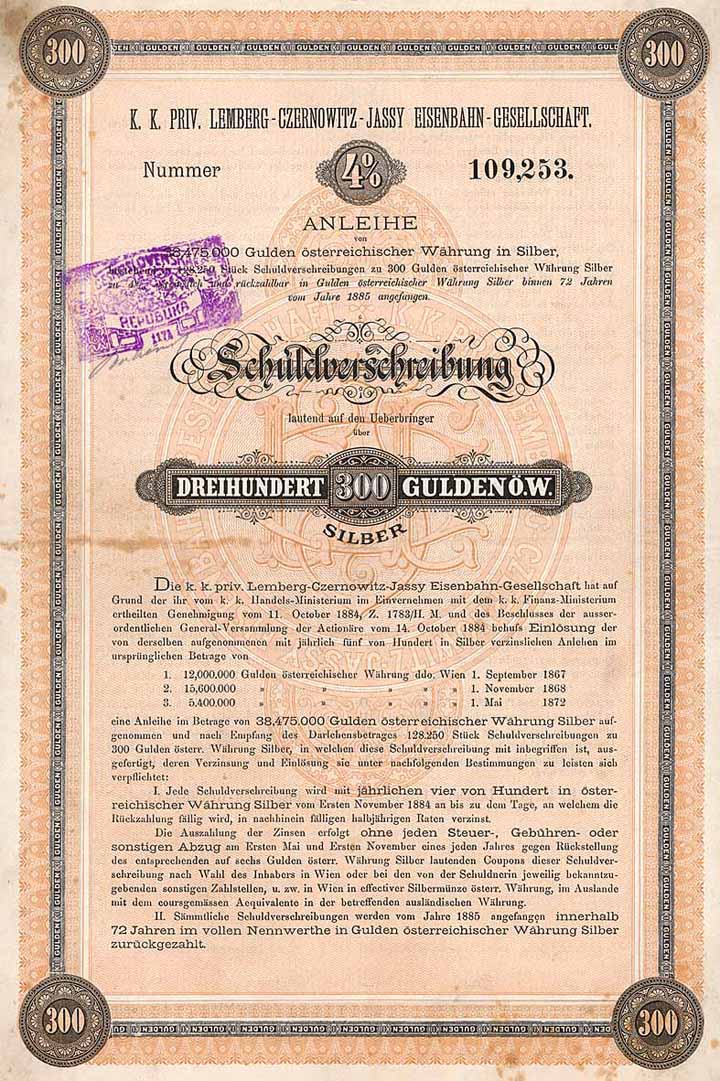 300 300
K. K. PRIV. LEMBERG-CZERNOWITZ-JASSY EISENBAHN-GESELLSCHAFT.
Nummer 4% 109,253.
ANLEIHE
von
38,475.000 Gulden österreichischer Währung in Silber,
bestehend in 128.250 Stück Schuldverschreibungen zu 300 Gulden österreichischer Währung Silber
zu 4% verzinslich und rückzahlbar in Gulden österreichischer Währung Silber binnen 72 Jahren
vom Jahre 1885 angefangen.
REPUBLIKA
Schuldverschreibung
lautend auf den Ueberbringer
über
DREIHUNDERT 300 GULDEN Ö.W.
SILBER
Die k. k. priv. Lemberg-Czernowitz-Jassy Eisenbahn-Gesellschaft hat auf
Grund der ihr vom k. k. Handels-Ministerium im Einvernehmen mit dem k. k. Finanz-Ministerium
ertheilten Genehmigung vom 11. October 1884, Z. 1783/H. M. und des Beschlusses der ausser-
ordentlichen General-Versammlung der Actionäre vom 14. October 1884 behufs Einlösung der
von derselben aufgenommenen mit jährlich fünf von Hundert in Silber verzinslichen Anlehen im
ursprünglichen Betrage von
1. 12,000.000 Gulden österreichischer Währung ddo. Wien 1. September 1867
2. 15,600.000 » » » » » 1. November 1868
3. 5.400.000 » » » » » 1. Mai 1872
eine Anleihe im Betrage von 38,475.000 Gulden österreichischer Währung Silber auf-
genommen und nach Empfang des Darlehensbetrages 128.250 Stück Schuldverschreibungen zu
300 Gulden österr. Währung Silber, in welchen diese Schuldverschreibung mit inbegriffen ist, aus-
gefertigt, deren Verzinsung und Einlösung sie unter nachfolgenden Bestimmungen zu leisten sich
verpflichtet:
I. Jede Schuldverschreibung wird mit jährlichen vier von Hundert in öster-
reichischer Währung Silber vom Ersten November 1884 an bis zu dem Tage, an welchem die
Rückzahlung fällig wird, in nachhinein fälligen halbjährigen Raten verzinst.
Die Auszahlung der Zinsen erfolgt ohne jeden Steuer-, Gebühren- oder
sonstigen Abzug am Ersten Mai und Ersten November eines jeden Jahres gegen Rückstellung
des entsprechenden auf sechs Gulden österr. Währung Silber lautenden Coupons dieser Schuldver-
schreibung nach Wahl des Inhabers in Wien oder bei den von der Schuldnerin jeweilig bekanntzu-
gebenden sonstigen Zahlstellen, u. zw. in Wien in effectiver Silbermünze österr. Währung, im Auslande
mit dem coursgemässen Aequivalente in der betreffenden ausländischen Währung.
II. Sämmtliche Schuldverschreibungen werden vom Jahre 1885 angefangen innerhalb
72 Jahren im vollen Nennwerthe in Gulden österreichischer Währung Silber
zurückgezahlt.
300 300